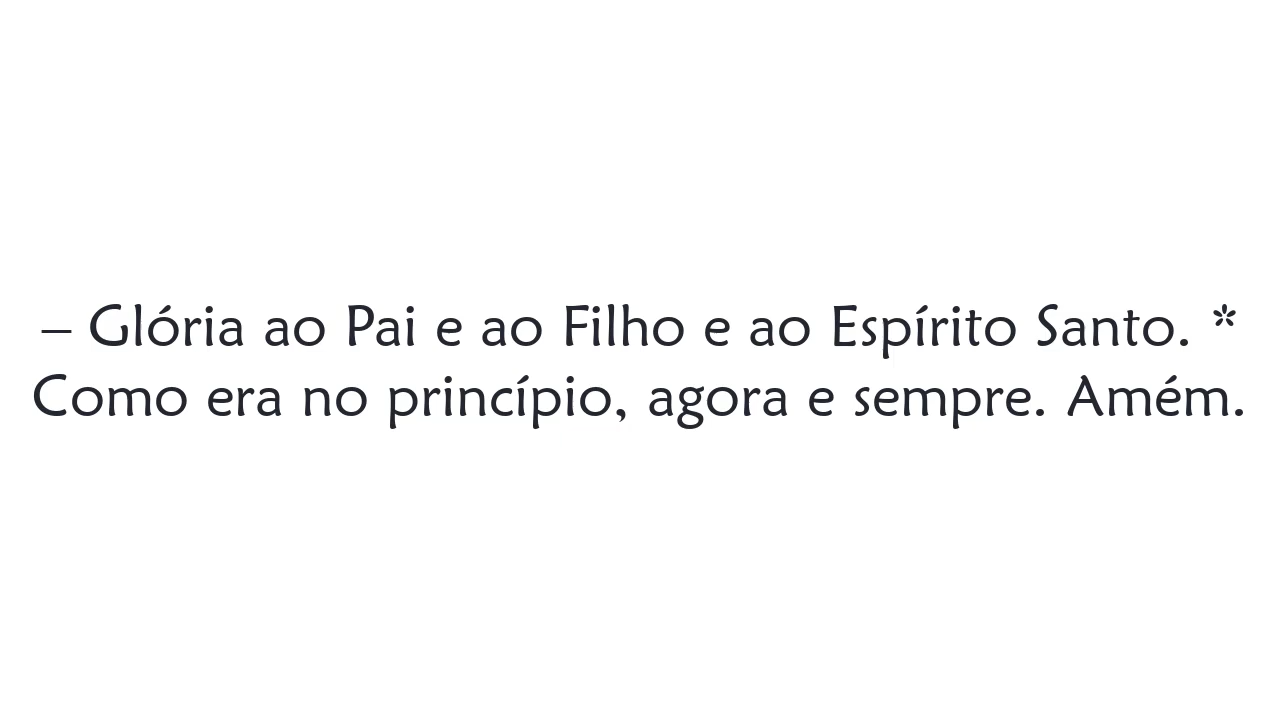 – Glória ao Pai e ao Filho e ao Espírito Santo. *
Como era no princípio, agora e sempre. Amém.